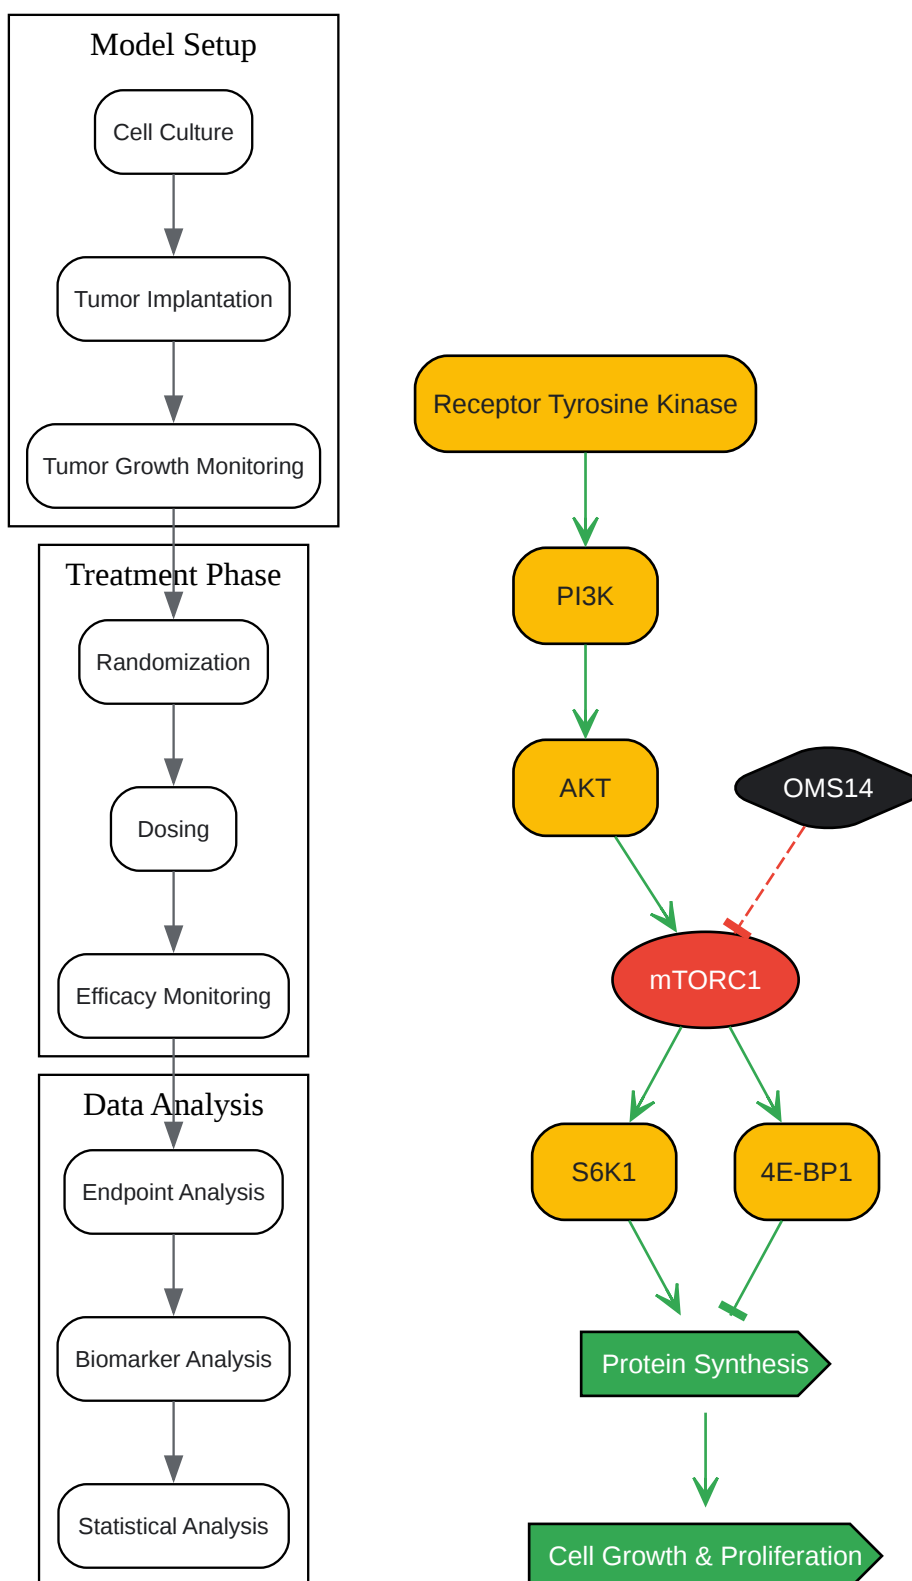 Model Setup
Cell Culture
Tumor Implantation
Tumor Growth Monitoring
Treatment Phase
Randomization
Dosing
Efficacy Monitoring
Data Analysis
Endpoint Analysis
Biomarker Analysis
Statistical Analysis
Receptor Tyrosine Kinase
PI3K
AKT
OMS14
mTORC1
S6K1
4E-BP1
Protein Synthesis
Cell Growth & Proliferation